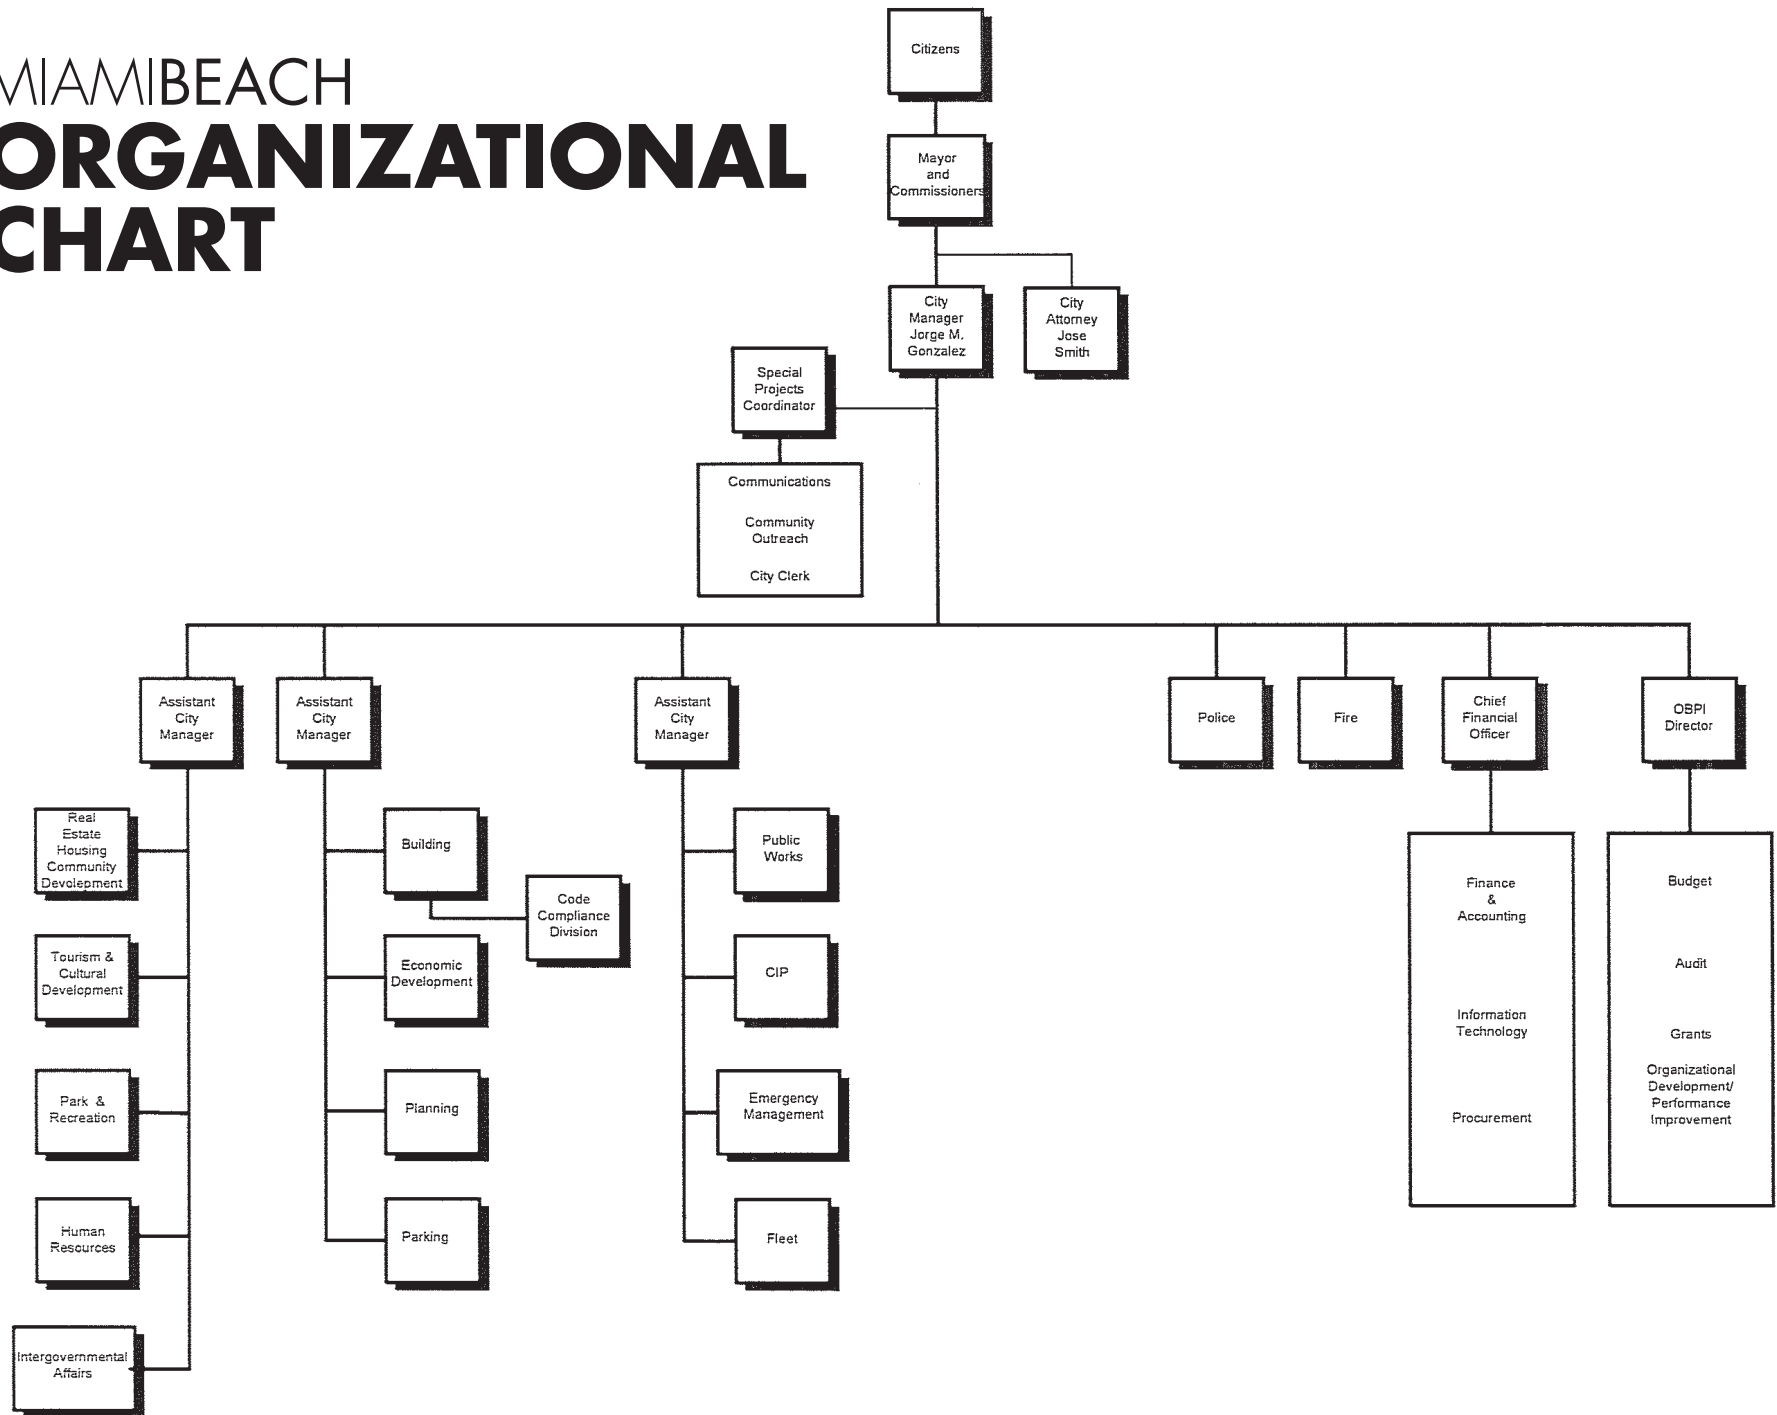 MIAMIBEACH
ORGANIZATIONAL
CHART
Citizens
Mayor
and
Commissioners
City
Manager
Jorge M.
Gonzalez
City
Attorney
Jose
Smith
Special
Projects
Coordinator
Communications
Community
Outreach
City Clerk
Assistant
City
Manager
Assistant
City
Manager
Assistant
City
Manager
Police
Fire
Chief
Financial
Officer
OBPI
Director
Real
Estate
Housing
Community
Devolepment
Tourism &
Cultural
Development
Park &
Recreation
Human
Resources
Intergovernmental
Affairs
Building
Code
Compliance
Division
Economic
Development
Planning
Parking
Public
Works
CIP
Emergency
Management
Fleet
Finance
&
Accounting
Information
Technology
Procurement
Budget
Audit
Grants
Organizational
Development/
Performance
Improvement